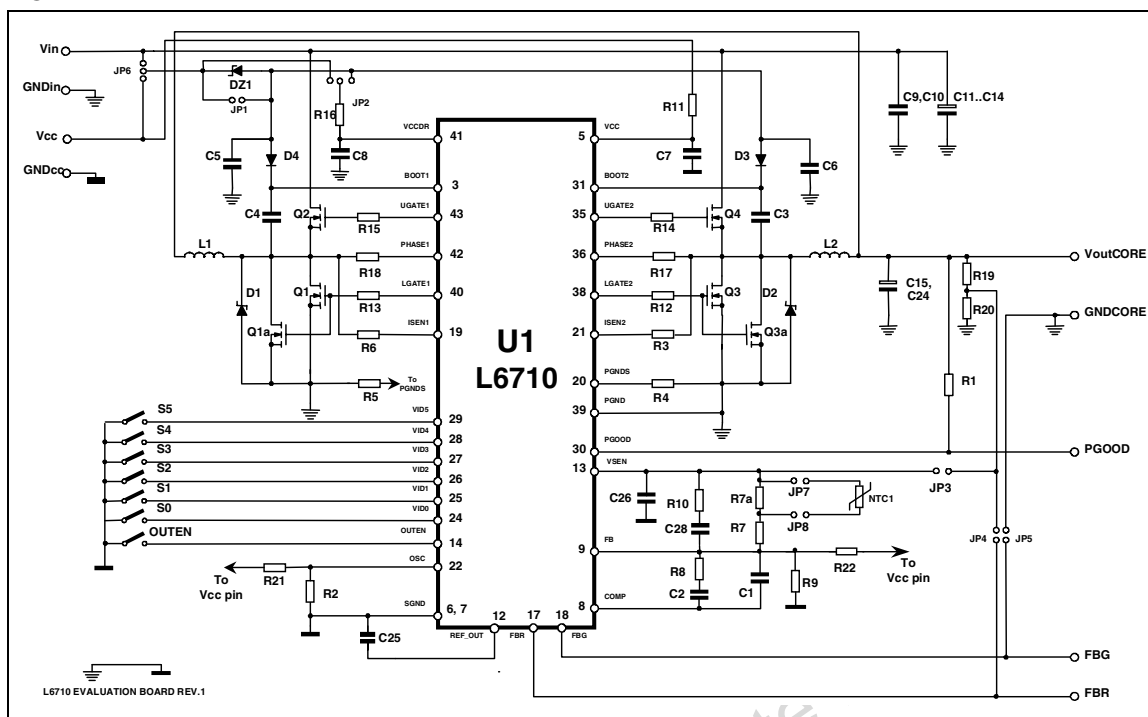 Vin
GNDin
Vcc
GNDcc
JP6
DZ1
JP1
JP2
R16
VCCDR
41
C5
D4
C8
BOOT1
3
C4
Q2
UGATE1
43
R15
L1
PHASE1
42
R18
D1
Q1
LGATE1
40
R13
Q1a
ISEN1
19
R6
R5
To
PGNDS
S5
VID5
29
S4
VID4
28
S3
VID3
27
S2
VID2
26
S1
VID1
25
S0
VID0
24
OUTEN
OUTEN
14
OSC
22
R21
To
Vcc pin
R2
SGND
6, 7
C25
12
REF_OUT
17
FBR
18
FBG
U1
L6710
R11
5
VCC
C7
D3
C6
31
BOOT2
35
UGATE2
R14
Q4
C3
36
PHASE2
R17
L2
38
LGATE2
R12
Q3
D2
21
ISEN2
R3
Q3a
20
PGNDS
R4
39
PGND
30
PGOOD
13
VSEN
C9,C10
C11..C14
C15,
C24
R19
R20
R1
VoutCORE
GNDCORE
PGOOD
C26
R10
C28
R7a
R7
JP7
JP8
NTC1
JP3
JP4
JP5
9
FB
R8
C2
C1
R9
R22
To
Vcc pin
8
COMP
FBG
FBR
L6710 EVALUATION BOARD REV.1